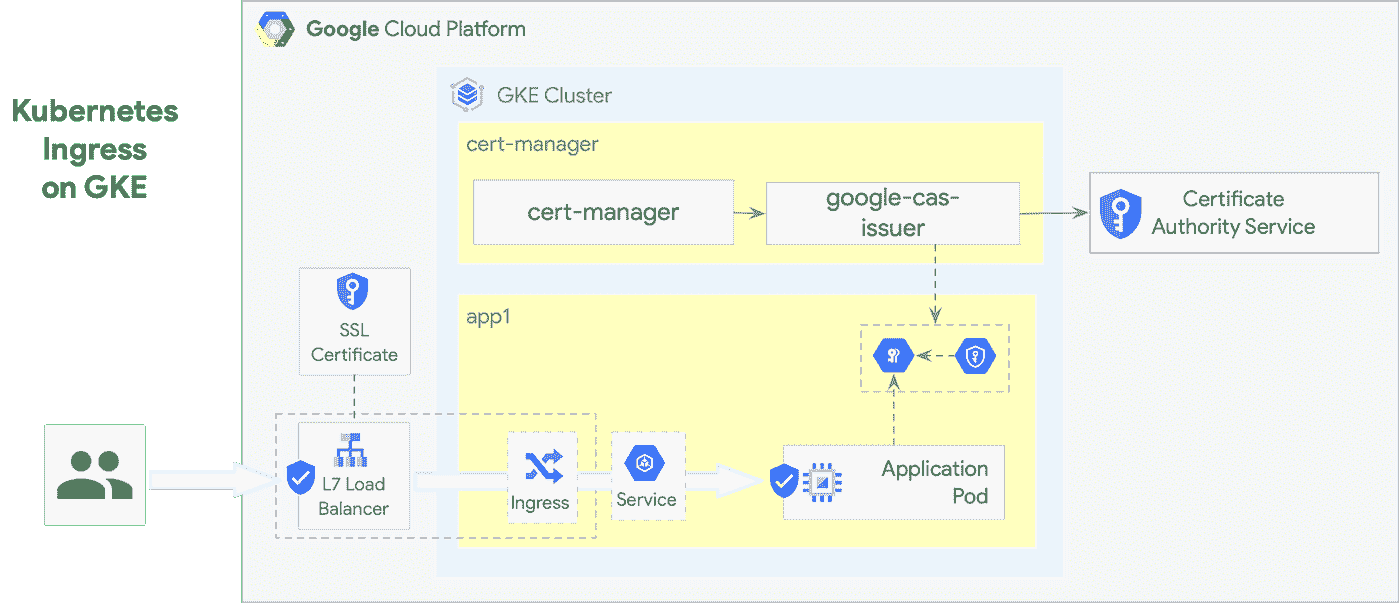 Google Cloud Platform
Kubernetes
Ingress
on GKE
GKE Cluster
cert-manager
cert-manager
google-cas-
issuer
Certificate
Authority Service
app1
SSL
Certificate
L7 Load
Balancer
Ingress
Service
Application
Pod